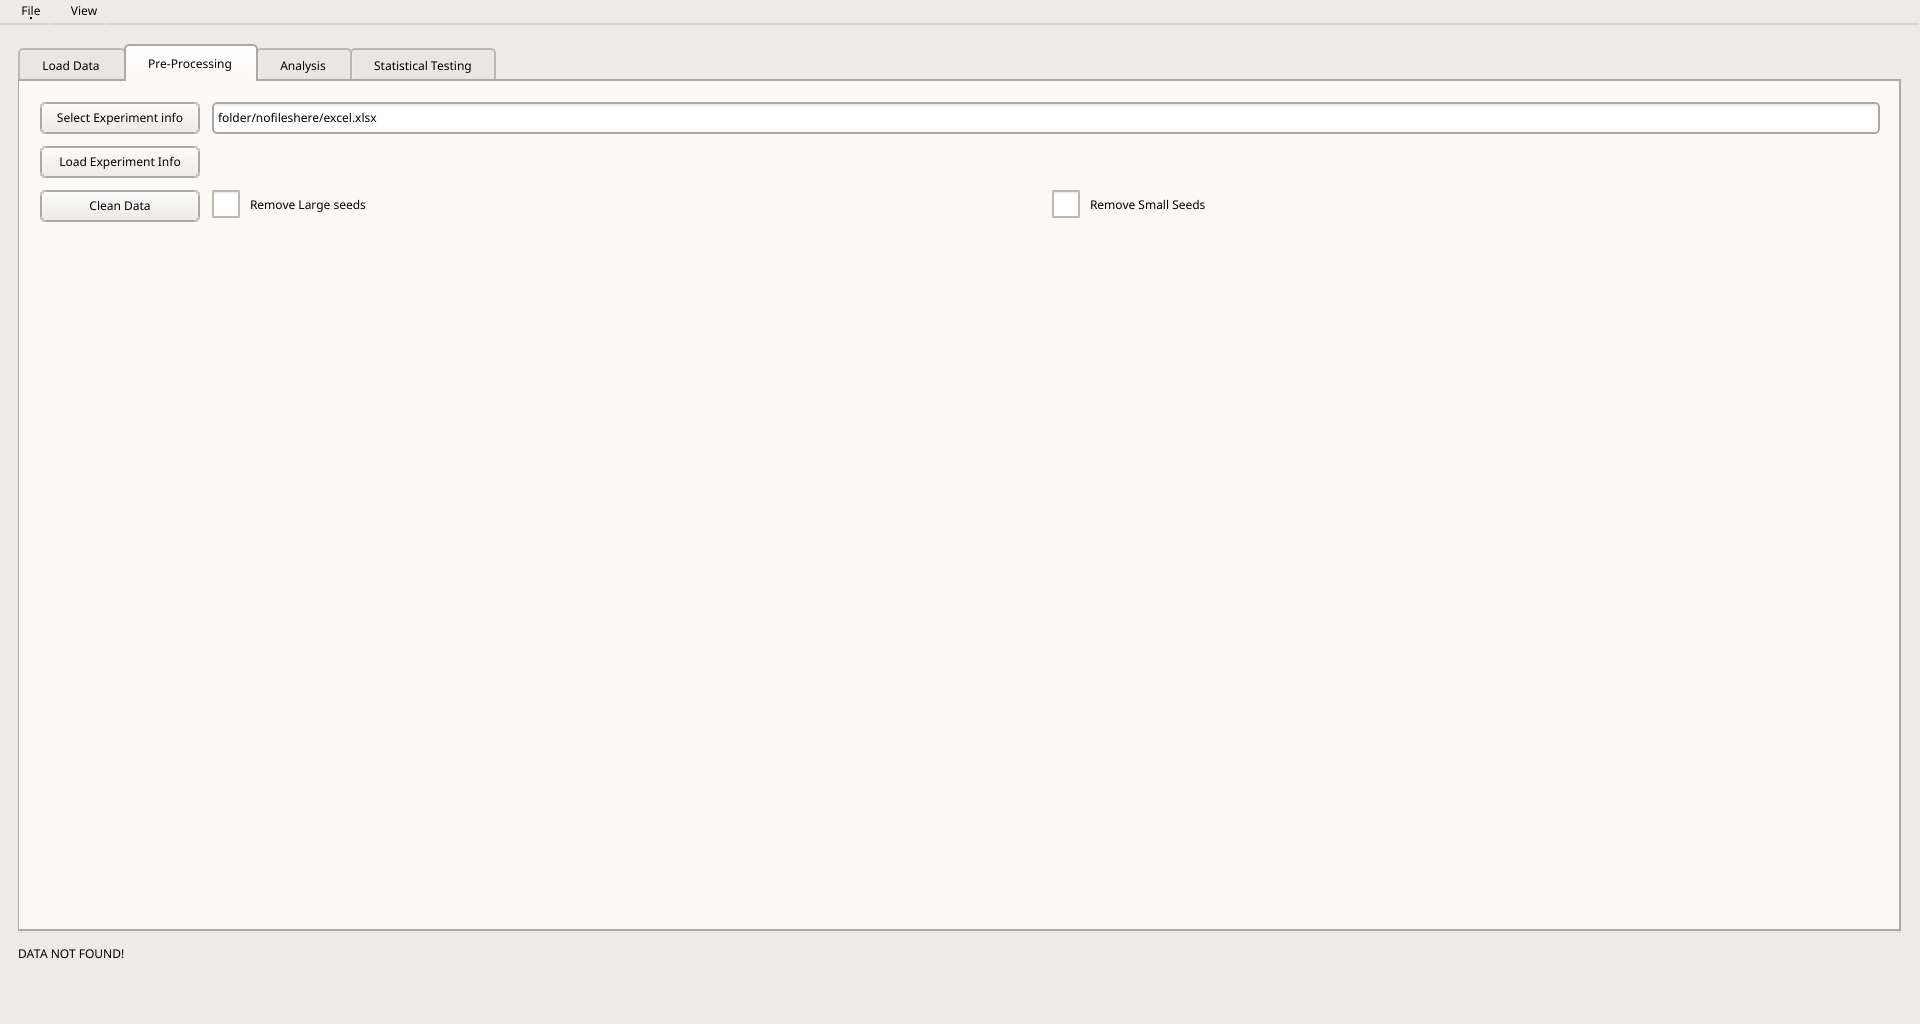 File View
Load Data Pre-Processing Analysis Statistical Testing
Select Experiment info folder/nofileshere/excel.xlsx
Load Experiment Info
Clean Data Remove Large seeds Remove Small Seeds
DATA NOT FOUND!